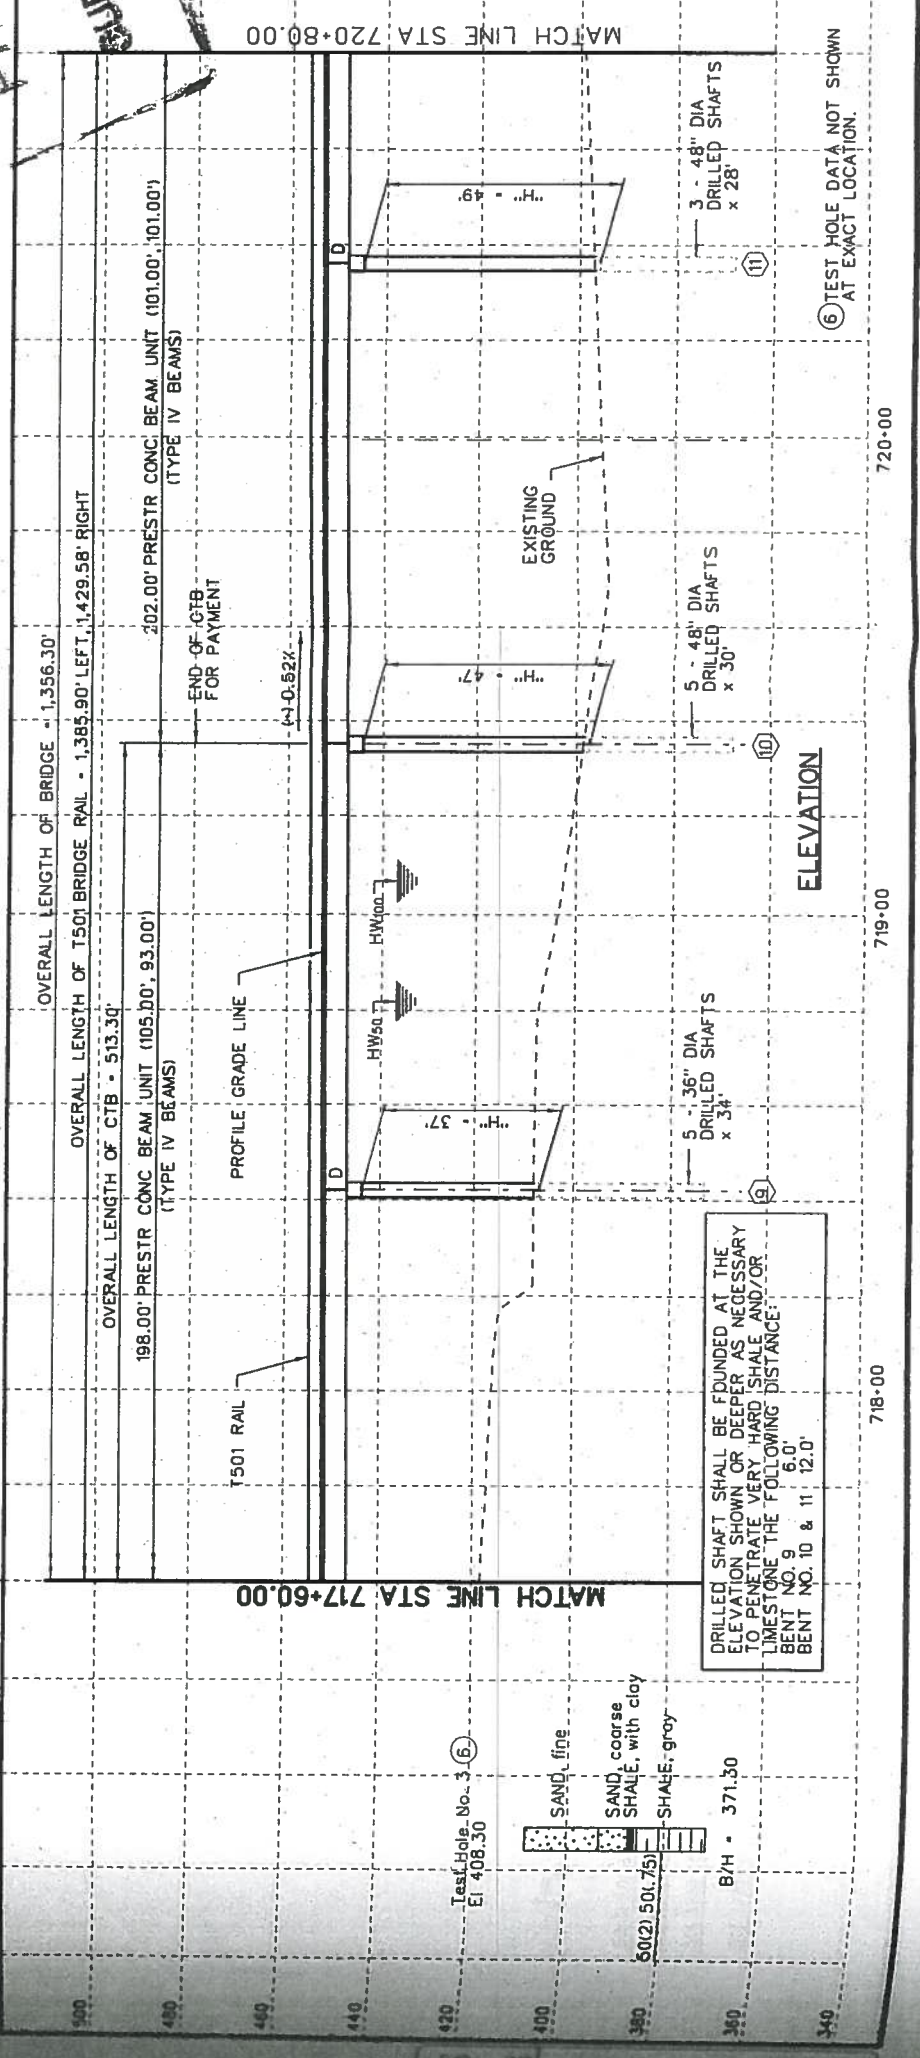 OVERALL LENGTH OF BRIDGE = 1,356.30'
OVERALL LENGTH OF T501 BRIDGE RAIL = 1,385.90' LEFT, 1,429.58' RIGHT
OVERALL LENGTH OF CTB = 513.30'
198.00' PRESTR CONC BEAM UNIT (105.00', 93.00')
(TYPE IV BEAMS)
202.00' PRESTR CONC. BEAM UNIT (101.00', 101.00')
(TYPE IV BEAMS)
END OF CTB
FOR PAYMENT
(+) 0.52%
T501 RAIL
PROFILE GRADE LINE
D
D
MATCH LINE STA 717+60.00
MATCH LINE STA 720+80.00
HW50
HW100
"H" = 37'
"H" = 47'
"H" = 49'
EXISTING
GROUND
5 - 36" DIA
DRILLED SHAFTS
x 34'
5 - 48" DIA
DRILLED SHAFTS
x 30'
3 - 48" DIA
DRILLED SHAFTS
x 28'
9
10
11
ELEVATION
6 TEST HOLE DATA NOT SHOWN
AT EXACT LOCATION.
DRILLED SHAFT SHALL BE FOUNDED AT THE
ELEVATION SHOWN OR DEEPER AS NECESSARY
TO PENETRATE VERY HARD SHALE AND/OR
LIMESTONE THE FOLLOWING DISTANCE:
BENT NO. 9 6.0'
BENT NO. 10 & 11 12.0'
Test Hole No. 3 6
El 408.30
SAND, fine
SAND, coarse
SHALE, with clay
SHALE, gray
50(.75)
B/H = 371.30
500
480
460
440
420
400
380
360
340
718+00
719+00
720+00